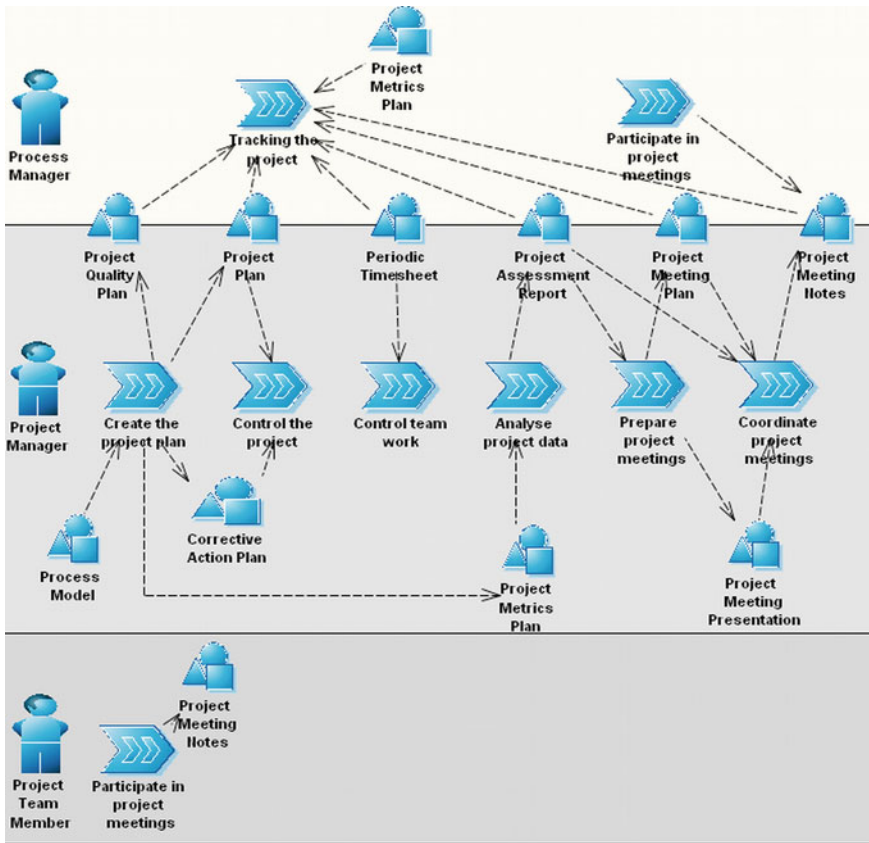 Project
Metrics
Plan
Process
Manager
Tracking the
project
Participate in
project
meetings
Project
Quality
Plan
Project
Plan
Periodic
Timesheet
Project
Assessment
Report
Project
Meeting
Plan
Project
Meeting
Notes
Project
Manager
Create the
project plan
Control the
project
Control team
work
Analyse
project data
Prepare
project
meetings
Coordinate
project
meetings
Corrective
Action Plan
Process
Model
Project
Metrics
Plan
Project
Meeting
Presentation
Project
Meeting
Notes
Project
Team
Member
Participate in
project
meetings